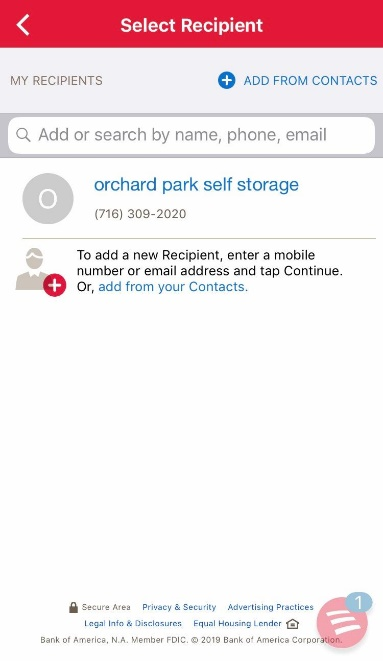 Select Recipient
MY RECIPIENTS
ADD FROM CONTACTS
Add or search by name, phone, email
O
orchard park self storage
(716) 309-2020
To add a new Recipient, enter a mobile
number or email address and tap Continue.
Or, add from your Contacts.
1
Secure Area Privacy & Security Advertising Practices
Legal Info & Disclosures Equal Housing Lender
Bank of America, N.A. Member FDIC. © 2019 Bank of America Corporation.